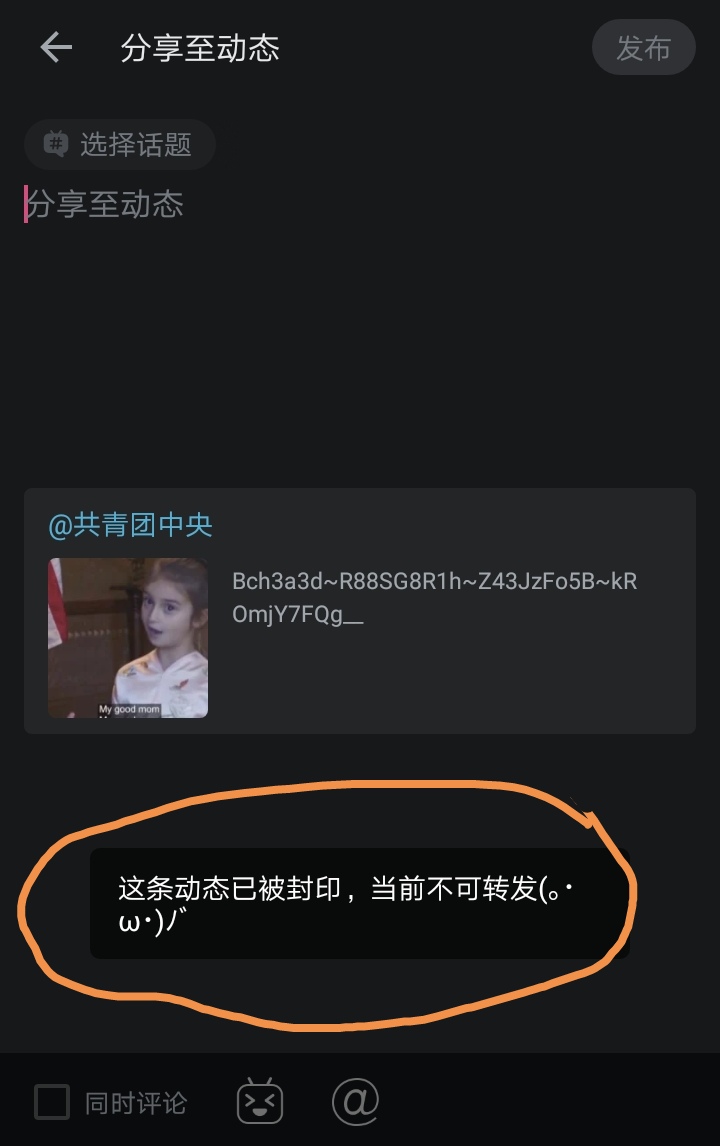 分享至动态
发布
选择话题
分享至动态
@共青团中央
Bch3a3d~R88SG8R1h~Z43JzFo5B~kR
OmjY7FQg__
My good mom
这条动态已被封印，当前不可转发(｡･
ω･)ﾉﾞ
同时评论